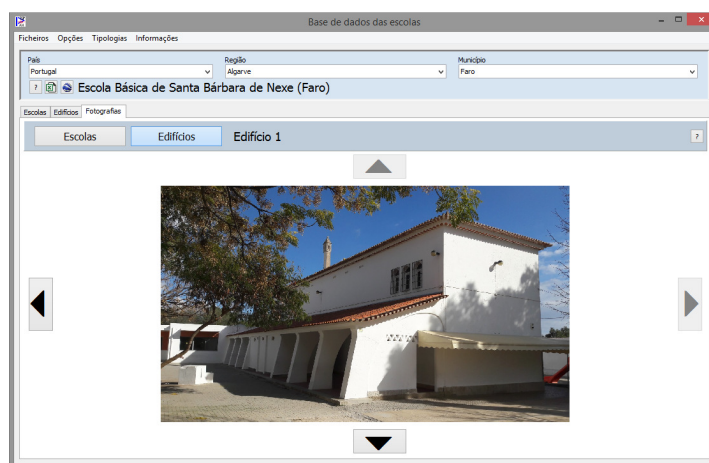 Base de dados das escolas
Ficheiros Opções Tipologias Informações
País Região Município
Portugal Algarve Faro
? Escola Básica de Santa Bárbara de Nexe (Faro)
Escolas Edifícios Fotografias
Escolas Edifícios Edifício 1 ?